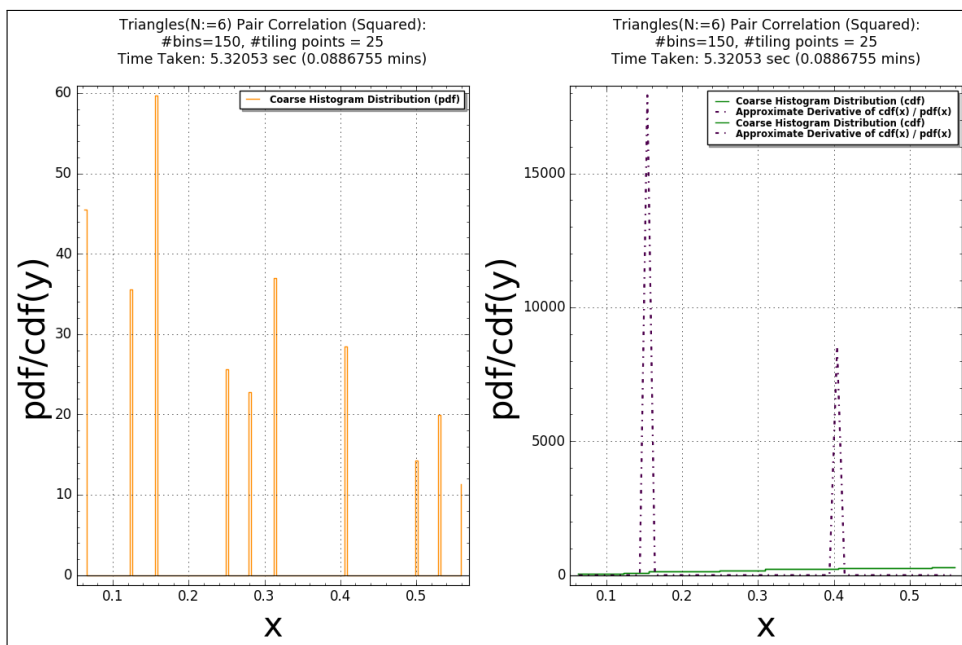 Triangles(N:=6) Pair Correlation (Squared):
#bins=150, #tiling points = 25
Time Taken: 5.32053 sec (0.0886755 mins)
60
50
40
30
20
10
0
pdf/cdf(y)
Coarse Histogram Distribution (pdf)
0.1
0.2
0.3
0.4
0.5
x
Triangles(N:=6) Pair Correlation (Squared):
#bins=150, #tiling points = 25
Time Taken: 5.32053 sec (0.0886755 mins)
Coarse Histogram Distribution (cdf)
Approximate Derivative of cdf(x) / pdf(x)
Coarse Histogram Distribution (cdf)
Approximate Derivative of cdf(x) / pdf(x)
15000
10000
5000
0
pdf/cdf(y)
0.1
0.2
0.3
0.4
0.5
x